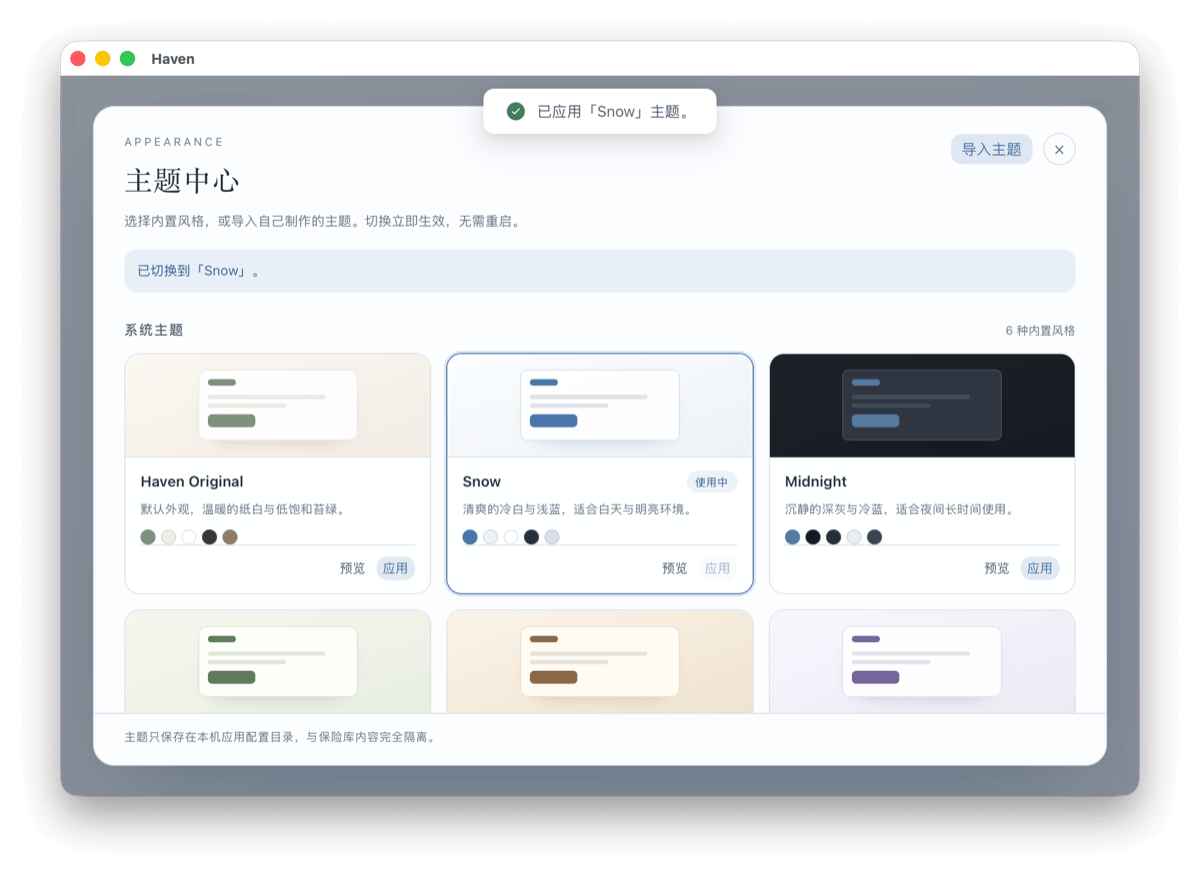 Haven
已应用「Snow」主题。
APPEARANCE
导入主题
主题中心
选择内置风格，或导入自己制作的主题。切换立即生效，无需重启。
已切换到「Snow」。
系统主题
6 种内置风格
Haven Original
默认外观，温暖的纸白与低饱和苔绿。
预览
应用
Snow
使用中
清爽的冷白与浅蓝，适合白天与明亮环境。
预览
应用
Midnight
沉静的深灰与冷蓝，适合夜间长时间使用。
预览
应用
主题只保存在本机应用配置目录，与保险库内容完全隔离。